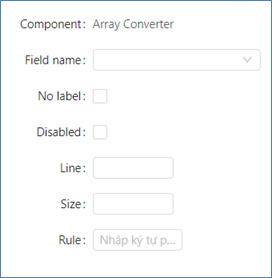 Component: Array Converter
Field name:
No label:
Disabled:
Line:
Size:
Rule: Nhập ký tự p...